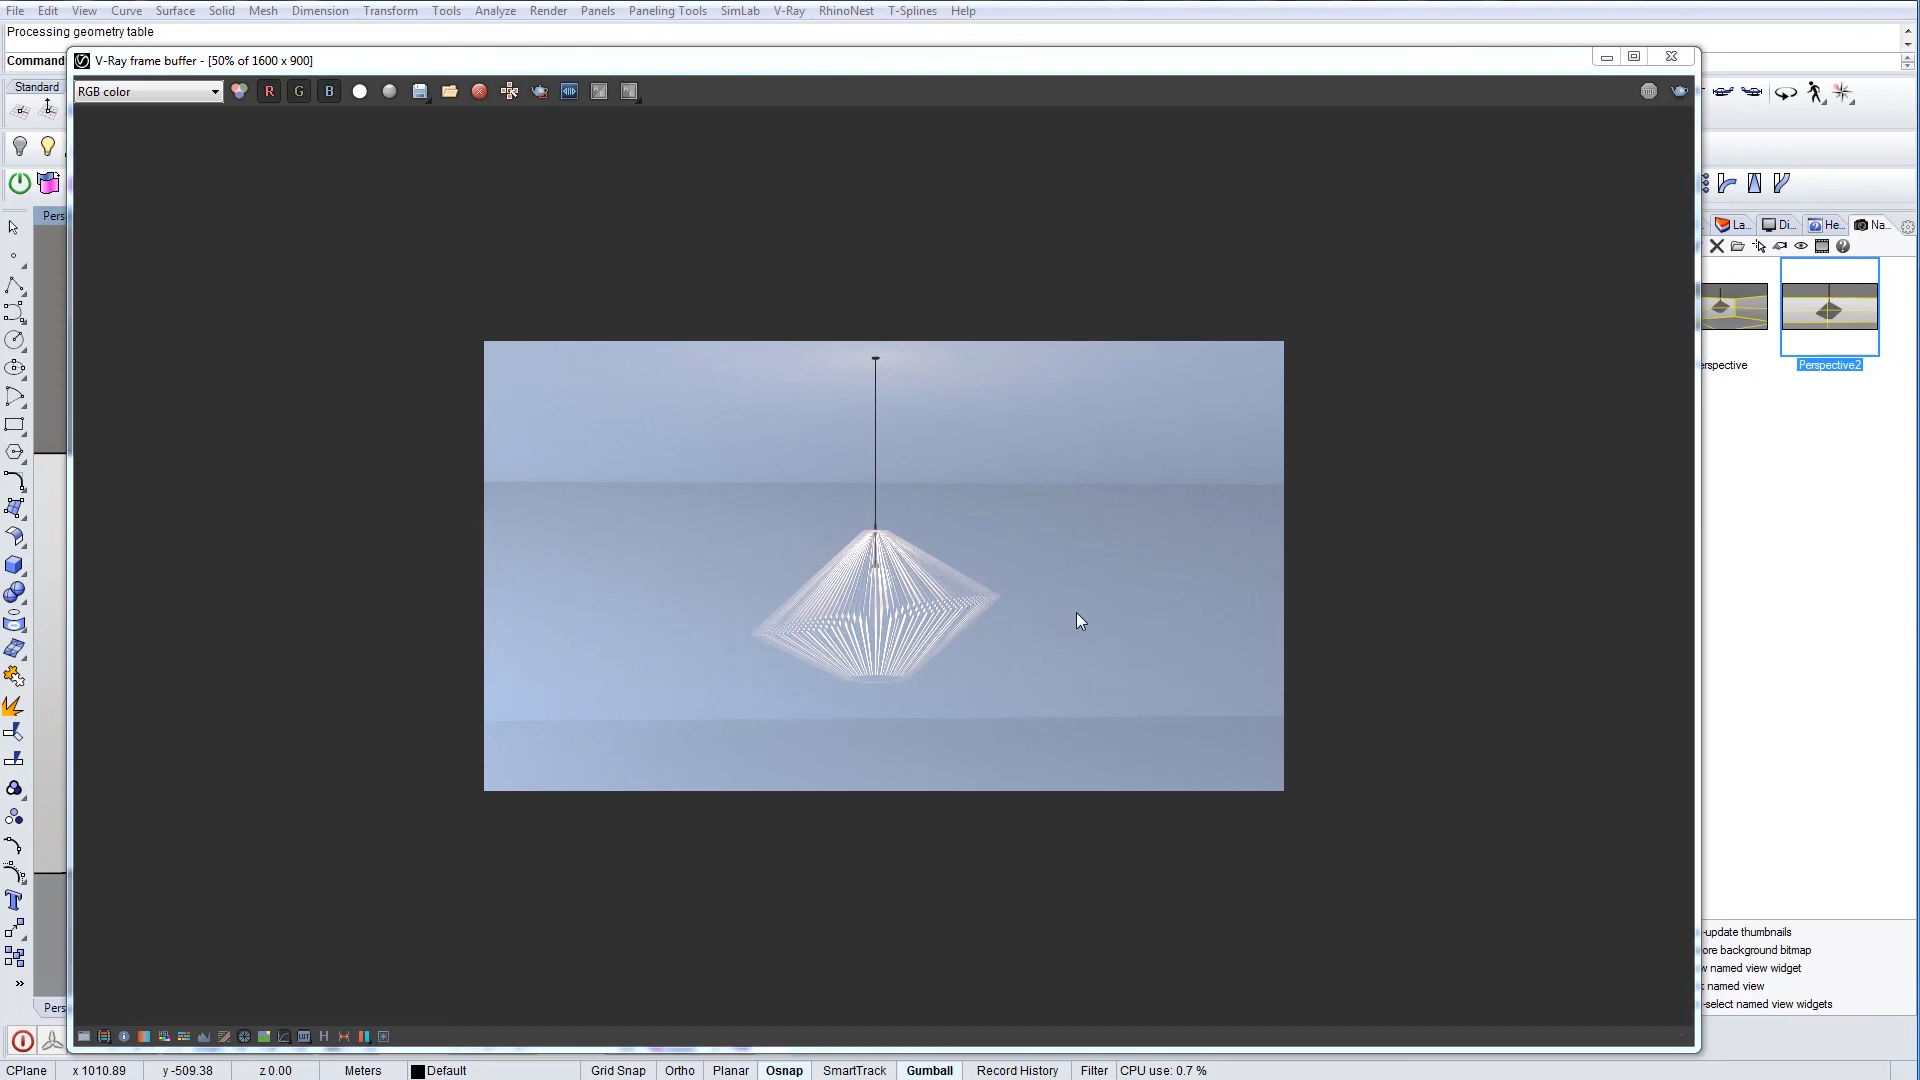 File Edit View Curve Surface Solid Mesh Dimension Transform Tools Analyze Render Panels Paneling Tools SimLab V-Ray RhinoNest T-Splines Help
Processing geometry table
Command
V-Ray frame buffer - [50% of 1600 x 900]
Standard
RGB color
R G B
Pers
La... Di... He... Na...
erspective Perspective2
-update thumbnails
ore background bitmap
w named view widget
k named view
-select named view widgets
Pers
H
CPlane x 1010.89 y -509.38 z 0.00 Meters Default Grid Snap Ortho Planar Osnap SmartTrack Gumball Record History Filter CPU use: 0.7 %